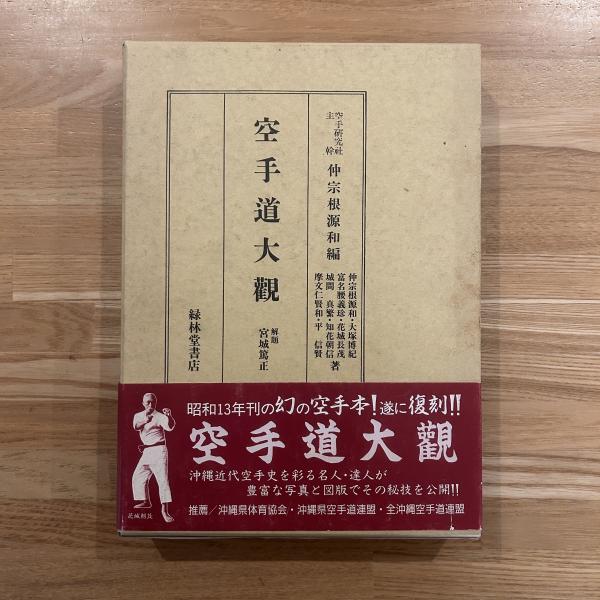 空手研究社
主幹
仲宗根源和編
仲宗根源和・大塚博紀
富名腰義珍・花城長茂
城間真繁・知花朝信
摩文仁賢和・平信賢
著
空手道大觀
解題
宮城篤正
緑林堂書店
昭和13年刊の幻の空手本!遂に復刻!!
空手道大觀
沖縄近代空手史を彩る名人・達人が
豊富な写真と図版でその秘技を公開!!
推薦/沖縄県体育協会・沖縄県空手道連盟・全沖縄空手道連盟